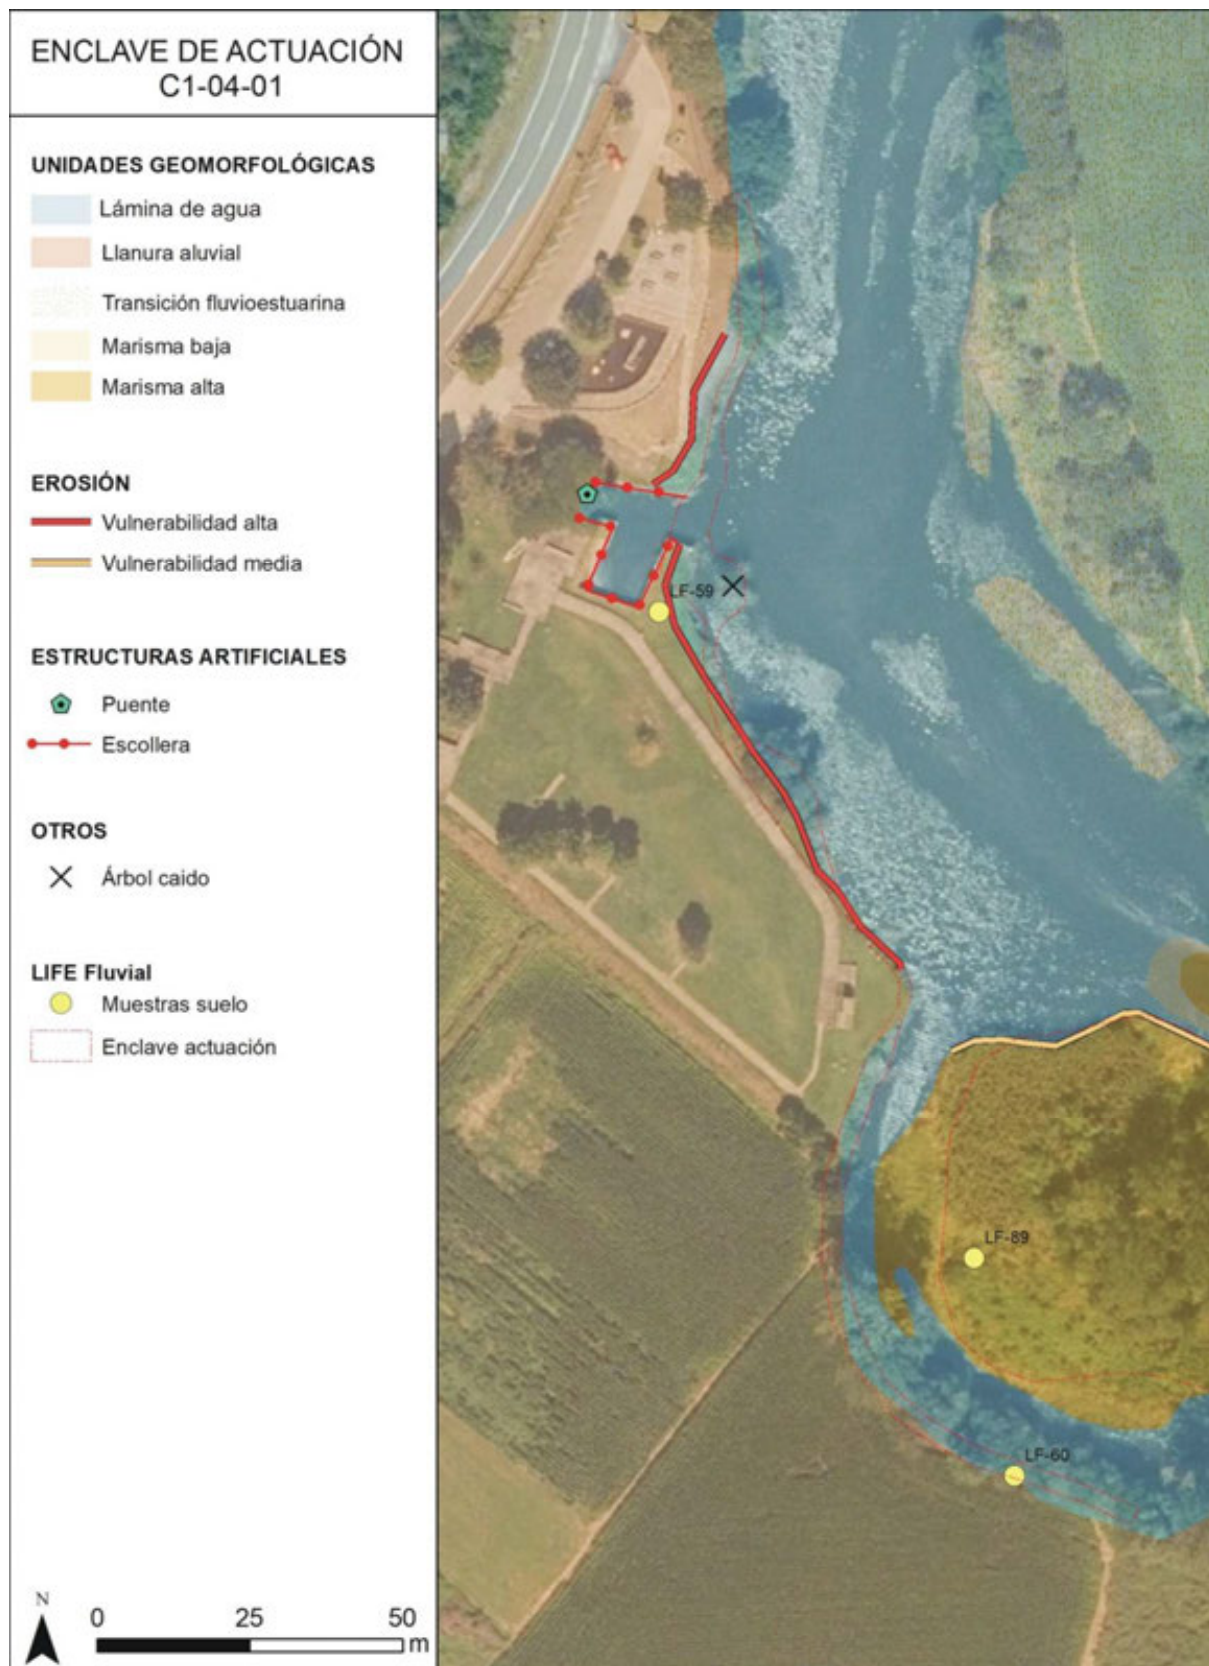 ENCLAVE DE ACTUACIÓN
C1-04-01
UNIDADES GEOMORFOLÓGICAS
Lámina de agua
Llanura aluvial
Transición fluvioestuarina
Marisma baja
Marisma alta
EROSIÓN
Vulnerabilidad alta
Vulnerabilidad media
ESTRUCTURAS ARTIFICIALES
Puente
Escollera
OTROS
Árbol caido
LIFE Fluvial
Muestras suelo
Enclave actuación
N
0 25 50
m
LF-59
LF-89
LF-60